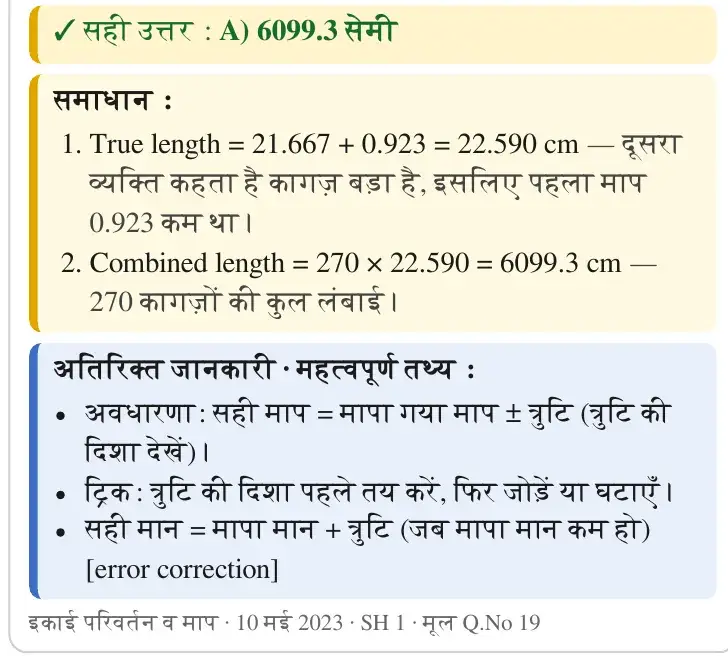 ✓ सही उत्तर : A) 6099.3 सेमी
समाधान :
1. True length = 21.667 + 0.923 = 22.590 cm — दूसरा
व्यक्ति कहता है कागज़ बड़ा है, इसलिए पहला माप
0.923 कम था।
2. Combined length = 270 × 22.590 = 6099.3 cm —
270 कागज़ों की कुल लंबाई।
अतिरिक्त जानकारी · महत्वपूर्ण तथ्य :
• अवधारणा : सही माप = मापा गया माप ± त्रुटि (त्रुटि की
दिशा देखें)।
• ट्रिक : त्रुटि की दिशा पहले तय करें, फिर जोड़ें या घटाएँ।
• सही मान = मापा मान + त्रुटि (जब मापा मान कम हो)
[error correction]
इकाई परिवर्तन व माप · 10 मई 2023 · SH 1 · मूल Q.No 19